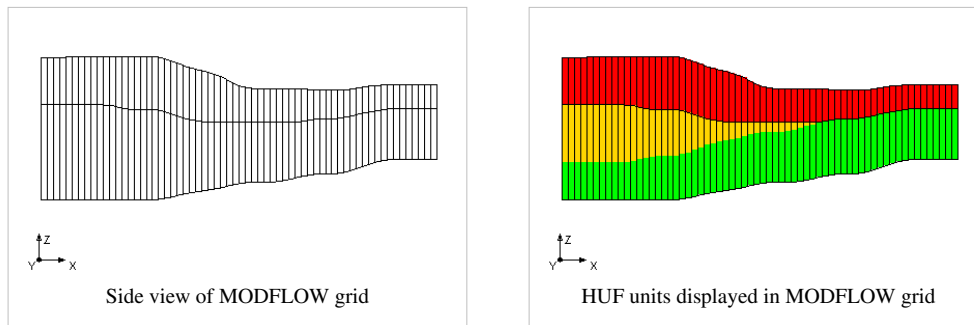 Z
Y X
Side view of MODFLOW grid
Z
Y X
HUF units displayed in MODFLOW grid